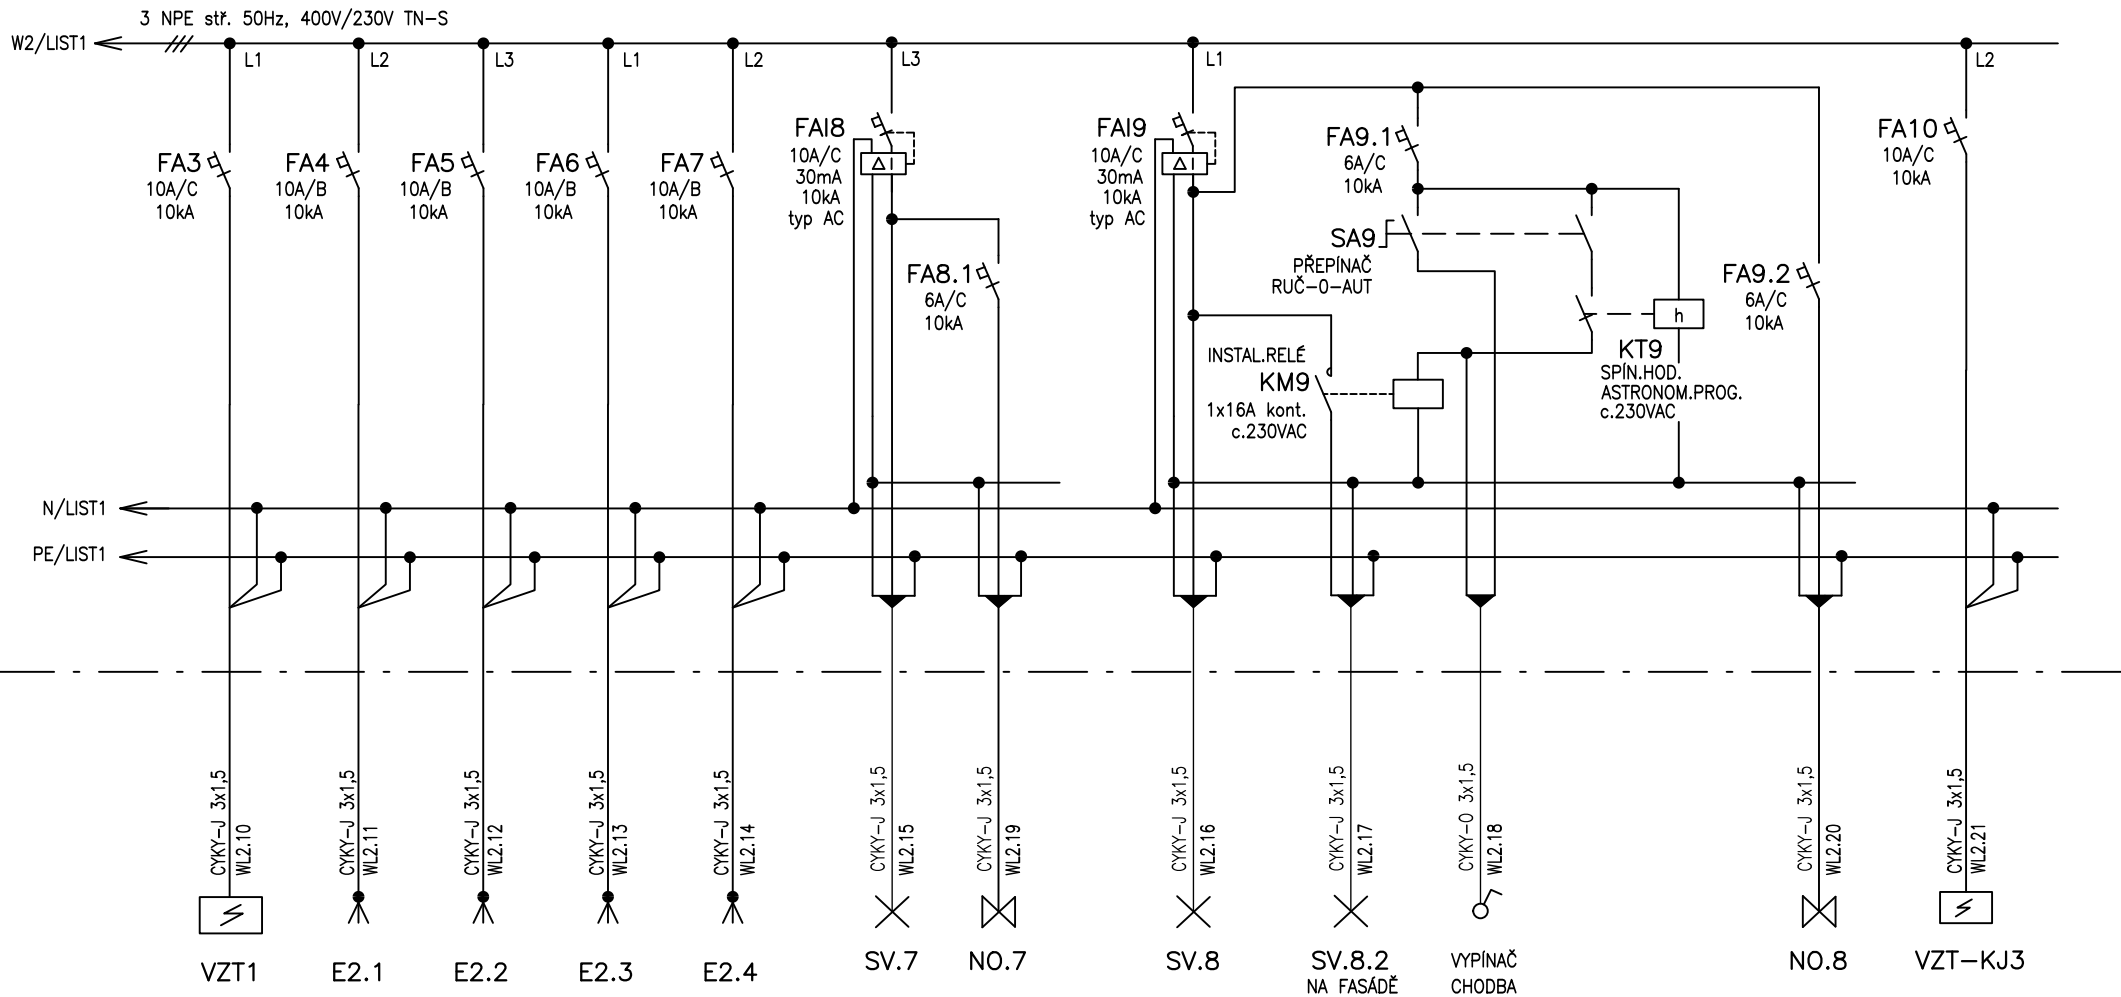 3 NPE stř. 50Hz, 400V/230V TN-S
W2/LIST1
L1
L2
L3
L1
L2
L3
L1
L2
FA3
10A/C
10kA
FA4
10A/B
10kA
FA5
10A/B
10kA
FA6
10A/B
10kA
FA7
10A/B
10kA
FAI8
10A/C
30mA
10kA
typ AC
FA8.1
6A/C
10kA
FAI9
10A/C
30mA
10kA
typ AC
FA9.1
6A/C
10kA
SA9
PŘEPÍNAČ
RUČ-0-AUT
INSTAL.RELÉ
KM9
1x16A kont.
c.230VAC
h
KT9
SPÍN.HOD.
ASTRONOM.PROG.
c.230VAC
FA9.2
6A/C
10kA
FA10
10A/C
10kA
N/LIST1
PE/LIST1
CYKY-J 3x1,5
WL2.10
CYKY-J 3x1,5
WL2.11
CYKY-J 3x1,5
WL2.12
CYKY-J 3x1,5
WL2.13
CYKY-J 3x1,5
WL2.14
CYKY-J 3x1,5
WL2.15
CYKY-J 3x1,5
WL2.19
CYKY-J 3x1,5
WL2.16
CYKY-J 3x1,5
WL2.17
CYKY-O 3x1,5
WL2.18
CYKY-J 3x1,5
WL2.20
CYKY-J 3x1,5
WL2.21
VZT1
E2.1
E2.2
E2.3
E2.4
SV.7
NO.7
SV.8
SV.8.2
NA FASÁDĚ
VYPÍNAČ
CHODBA
NO.8
VZT-KJ3